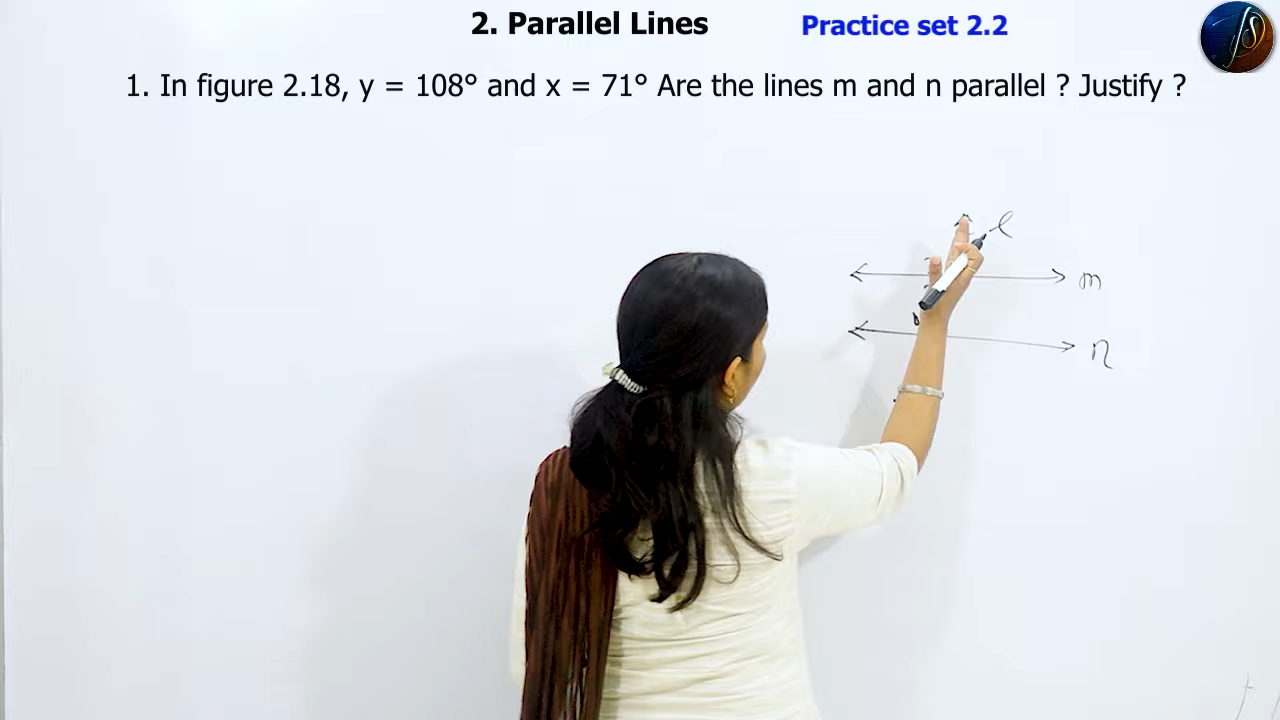 2. Parallel Lines Practice set 2.2
1. In figure 2.18, y = 108° and x = 71° Are the lines m and n parallel ? Justify ?
l
m
n